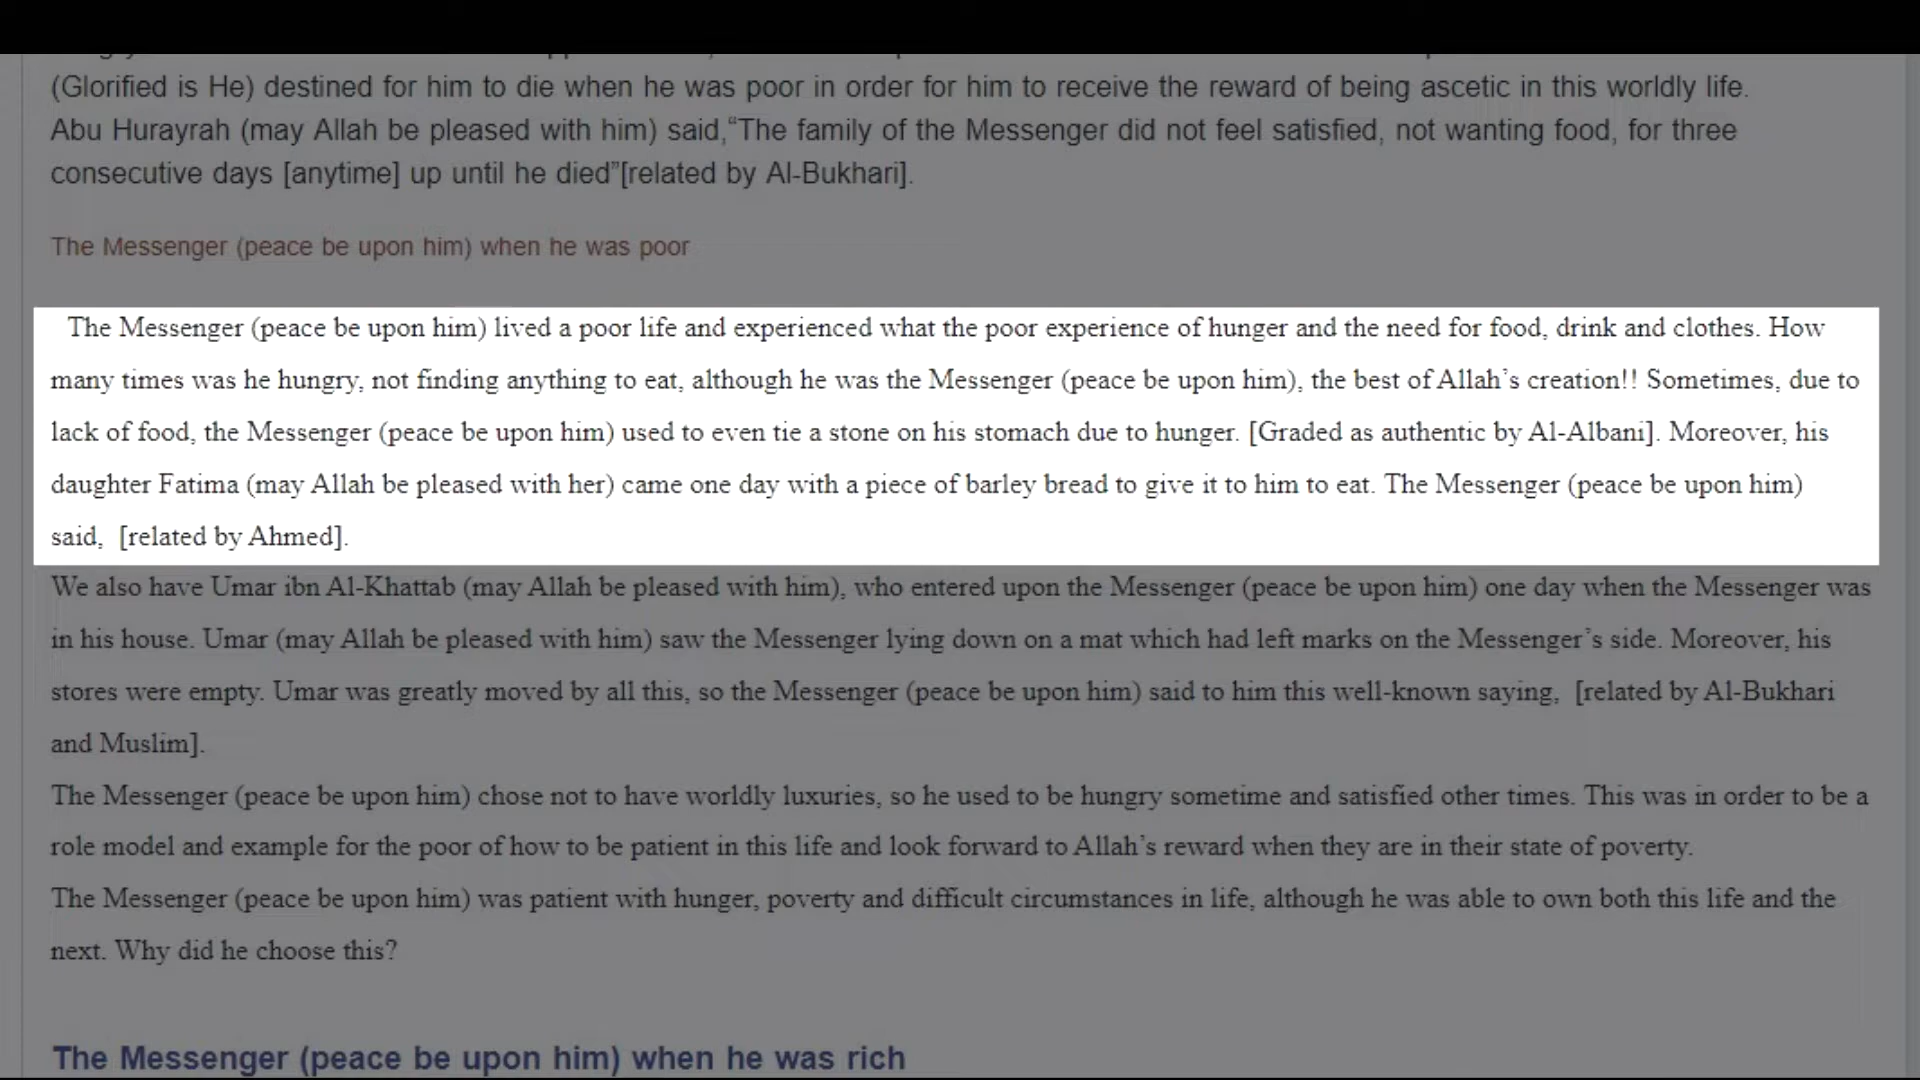 (Glorified is He) destined for him to die when he was poor in order for him to receive the reward of being ascetic in this worldly life.
Abu Hurayrah (may Allah be pleased with him) said,“The family of the Messenger did not feel satisfied, not wanting food, for three
consecutive days [anytime] up until he died”[related by Al-Bukhari].
The Messenger (peace be upon him) when he was poor
The Messenger (peace be upon him) lived a poor life and experienced what the poor experience of hunger and the need for food, drink and clothes. How
many times was he hungry, not finding anything to eat, although he was the Messenger (peace be upon him), the best of Allah’s creation!! Sometimes, due to
lack of food, the Messenger (peace be upon him) used to even tie a stone on his stomach due to hunger. [Graded as authentic by Al-Albani]. Moreover, his
daughter Fatima (may Allah be pleased with her) came one day with a piece of barley bread to give it to him to eat. The Messenger (peace be upon him)
said,  [related by Ahmed].
We also have Umar ibn Al-Khattab (may Allah be pleased with him), who entered upon the Messenger (peace be upon him) one day when the Messenger was
in his house. Umar (may Allah be pleased with him) saw the Messenger lying down on a mat which had left marks on the Messenger’s side. Moreover, his
stores were empty. Umar was greatly moved by all this, so the Messenger (peace be upon him) said to him this well-known saying,  [related by Al-Bukhari
and Muslim].
The Messenger (peace be upon him) chose not to have worldly luxuries, so he used to be hungry sometime and satisfied other times. This was in order to be a
role model and example for the poor of how to be patient in this life and look forward to Allah’s reward when they are in their state of poverty.
The Messenger (peace be upon him) was patient with hunger, poverty and difficult circumstances in life, although he was able to own both this life and the
next. Why did he choose this?
The Messenger (peace be upon him) when he was rich